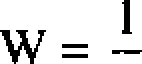 W = 1